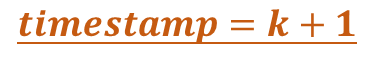 timestamp = k + 1